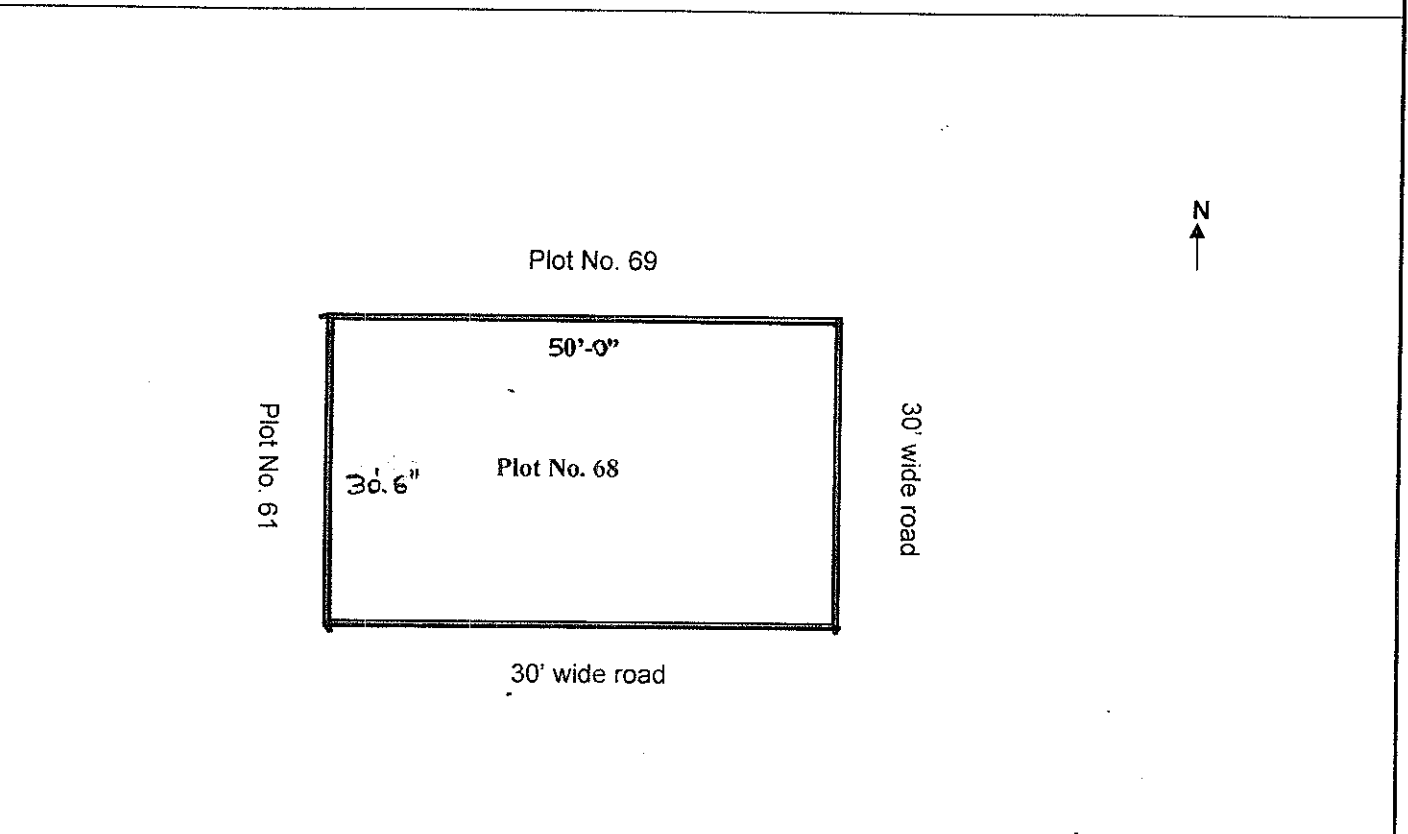 N
Plot No. 69
50'-0"
Plot No. 61
30'.6"
Plot No. 68
30' wide road
30' wide road